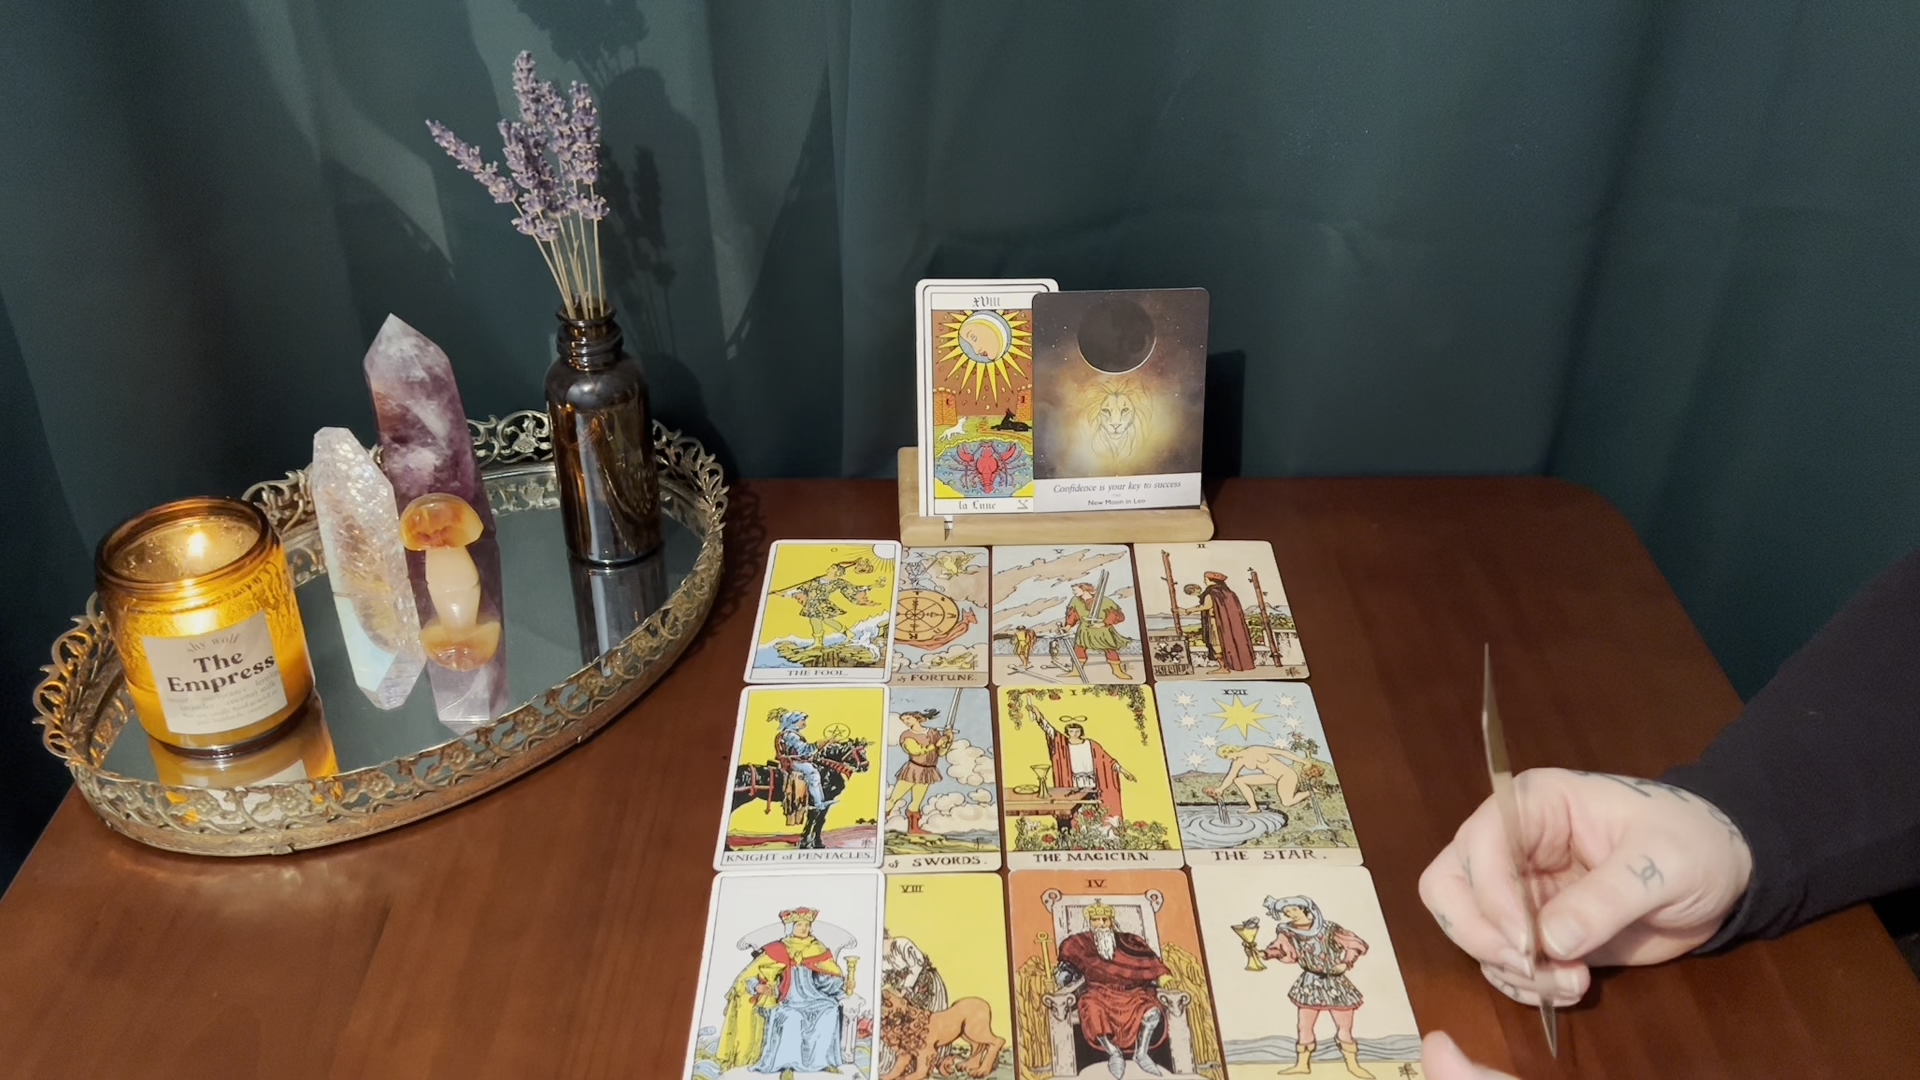 XVIII
la Lune
Confidence is your key to success
New Moon in Leo
The
Empress
0
X
V
II
THE FOOL.
of FORTUNE.
I
XVII
KNIGHT of PENTACLES.
of SWORDS.
THE MAGICIAN.
THE STAR.
VIII
IV